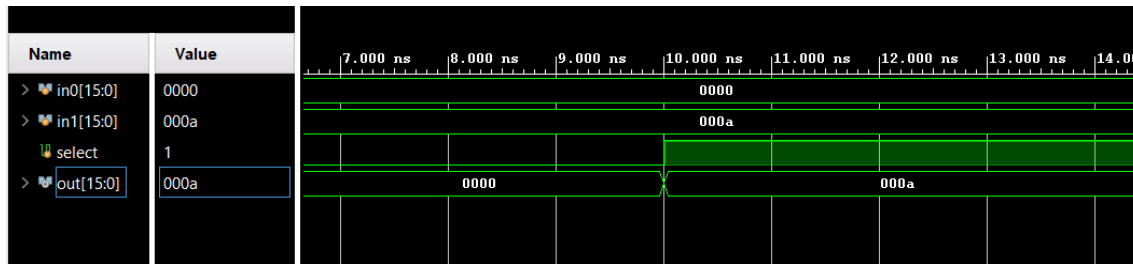 Name Value
7.000 ns 8.000 ns 9.000 ns 10.000 ns 11.000 ns 12.000 ns 13.000 ns 14.0
in0[15:0] 0000 0000
in1[15:0] 000a 000a
select 1
out[15:0] 000a 0000 000a